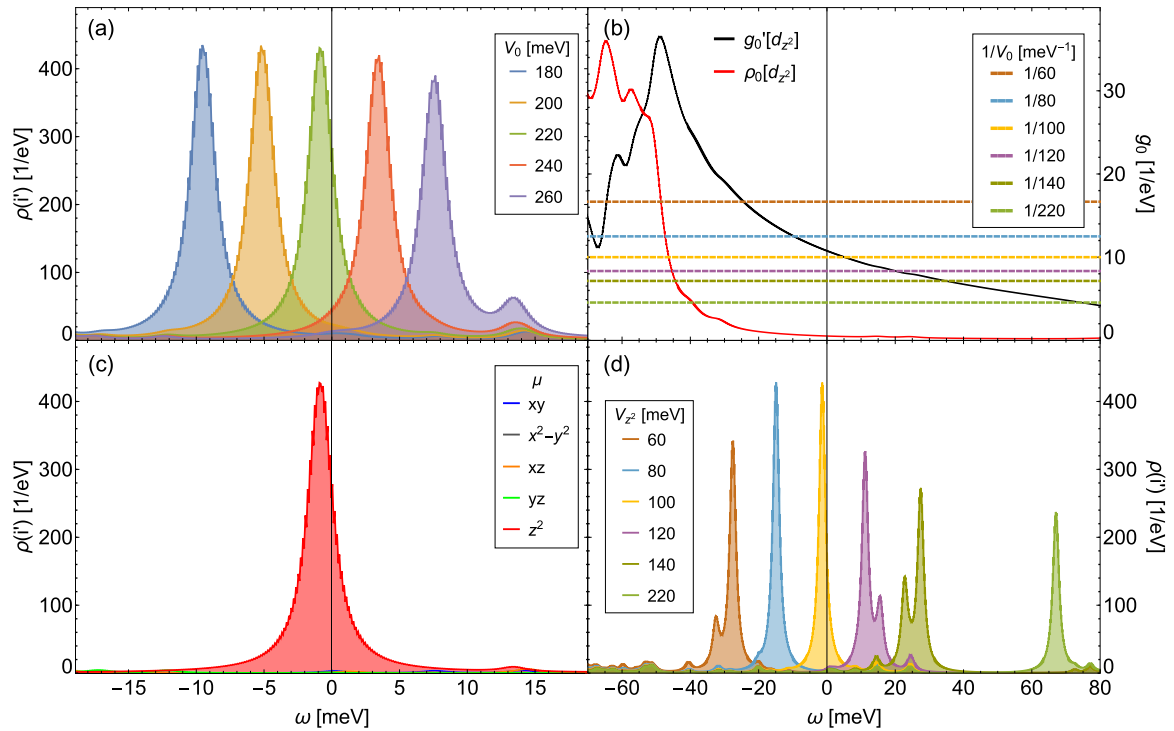 (a)
V₀ [meV]
180
200
220
240
260
ρ(i') [1/eV]
400
300
200
100
0
(b)
g₀'[d_z²]
ρ₀[d_z²]
1/V₀ [meV⁻¹]
1/60
1/80
1/100
1/120
1/140
1/220
30
20
10
0
g₀ [1/eV]
(c)
μ
xy
x²−y²
xz
yz
z²
ρ(i') [1/eV]
400
300
200
100
0
−15 −10 −5 0 5 10 15
ω [meV]
(d)
V_z² [meV]
60
80
100
120
140
220
400
300
200
100
0
ρ(i') [1/eV]
−60 −40 −20 0 20 40 60 80
ω [meV]